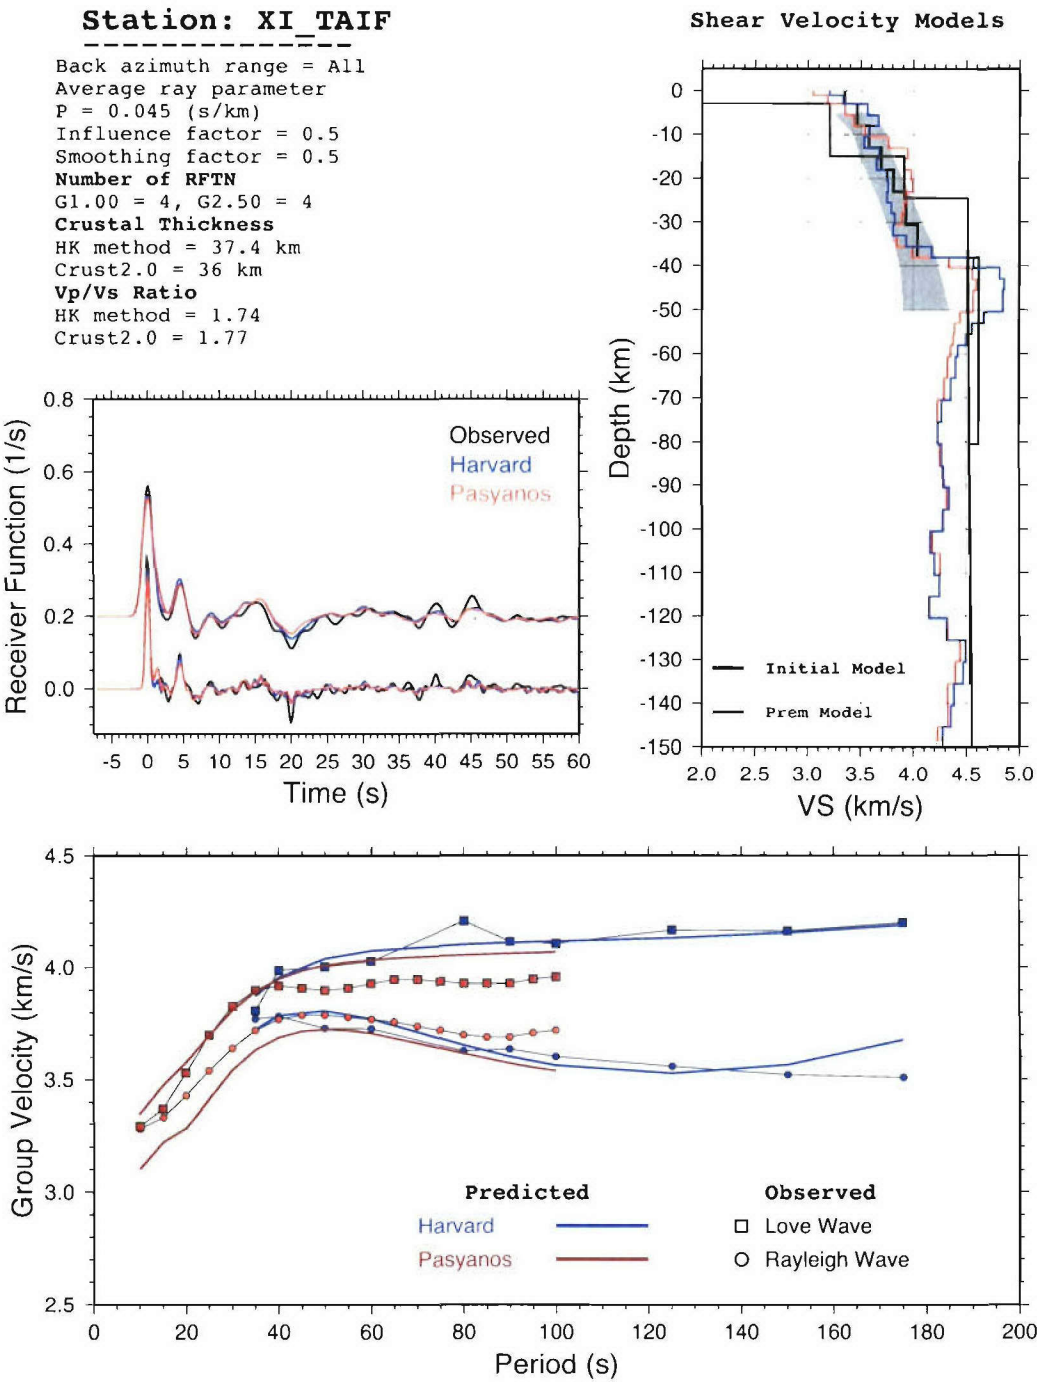 Station: XI_TAIF
Back azimuth range = All
Average ray parameter
P = 0.045 (s/km)
Influence factor = 0.5
Smoothing factor = 0.5
Number of RFTN
G1.00 = 4, G2.50 = 4
Crustal Thickness
HK method = 37.4 km
Crust2.0 = 36 km
Vp/Vs Ratio
HK method = 1.74
Crust2.0 = 1.77
Receiver Function (1/s)
0.8
0.6
0.4
0.2
0.0
Observed
Harvard
Pasyanos
-5 0 5 10 15 20 25 30 35 40 45 50 55 60
Time (s)
Shear Velocity Models
Depth (km)
0
-10
-20
-30
-40
-50
-60
-70
-80
-90
-100
-110
-120
-130
-140
-150
Initial Model
Prem Model
2.0 2.5 3.0 3.5 4.0 4.5 5.0
VS (km/s)
Group Velocity (km/s)
4.5
4.0
3.5
3.0
2.5
Predicted Observed
Harvard Love Wave
Pasyanos Rayleigh Wave
0 20 40 60 80 100 120 140 160 180 200
Period (s)